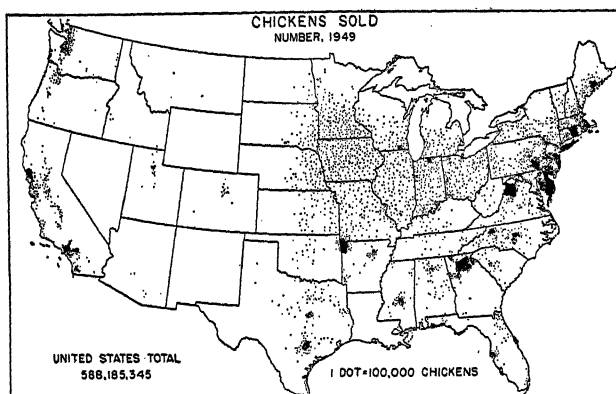 CHICKENS SOLD
NUMBER, 1949
UNITED STATES TOTAL
588,185,345
1 DOT=100,000 CHICKENS